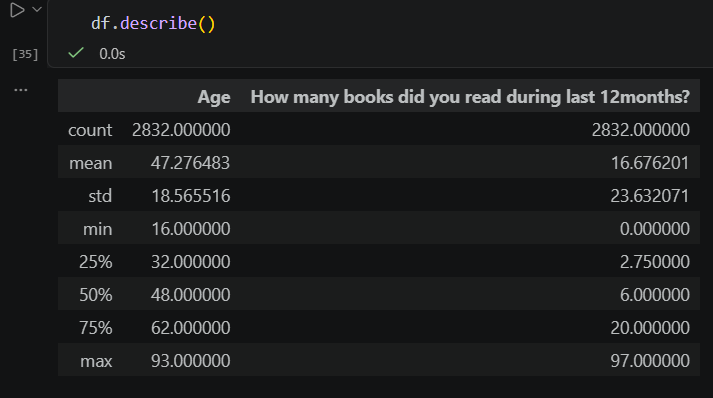 df.describe()
[35] 0.0s
... Age How many books did you read during last 12months?
count 2832.000000 2832.000000
mean 47.276483 16.676201
std 18.565516 23.632071
min 16.000000 0.000000
25% 32.000000 2.750000
50% 48.000000 6.000000
75% 62.000000 20.000000
max 93.000000 97.000000